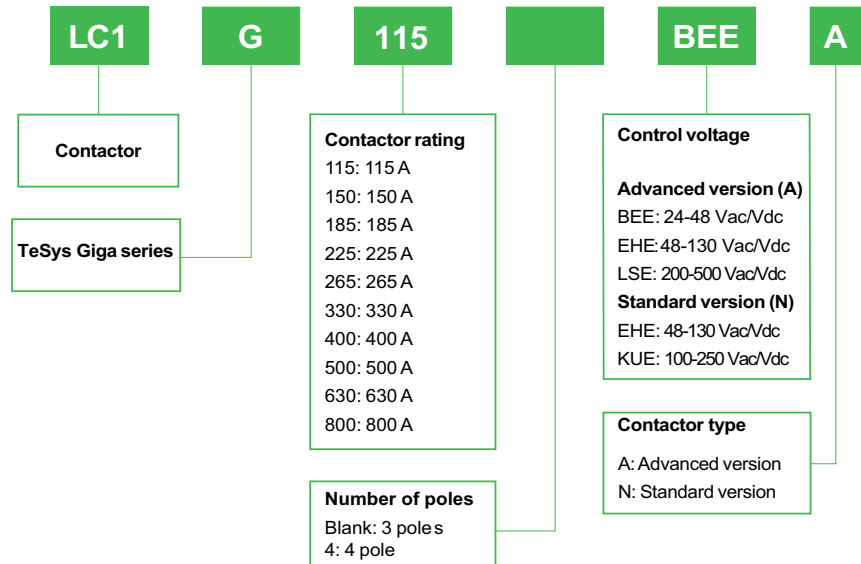 LC1 G 115 BEE A
Contactor
TeSys Giga series
Contactor rating
115: 115 A
150: 150 A
185: 185 A
225: 225 A
265: 265 A
330: 330 A
400: 400 A
500: 500 A
630: 630 A
800: 800 A
Number of poles
Blank: 3 poles
4: 4 pole
Control voltage
Advanced version (A)
BEE: 24-48 Vac/Vdc
EHE: 48-130 Vac/Vdc
LSE: 200-500 Vac/Vdc
Standard version (N)
EHE: 48-130 Vac/Vdc
KUE: 100-250 Vac/Vdc
Contactor type
A: Advanced version
N: Standard version